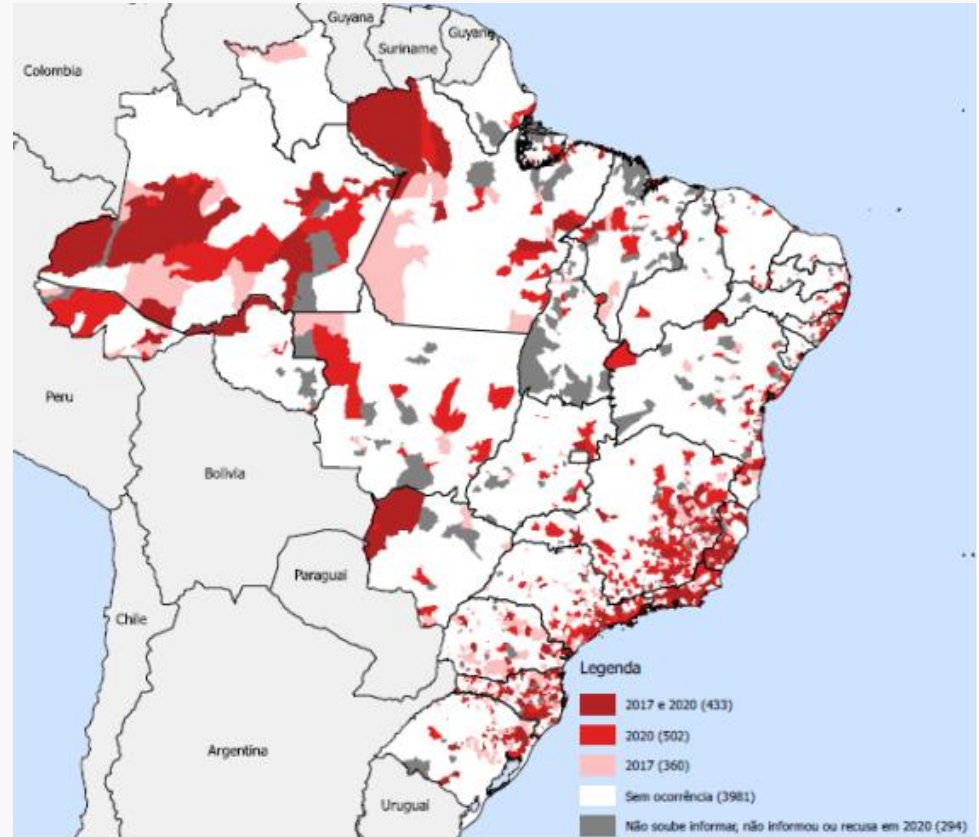 Guyana
Guyana
Suriname
Colombia
Peru
Bolivia
Paraguai
Chile
Argentina
Uruguai
Legenda
2017 e 2020 (433)
2020 (502)
2017 (360)
Sem ocorrência (3981)
Não soube informar, não informou ou recusa em 2020 (294)